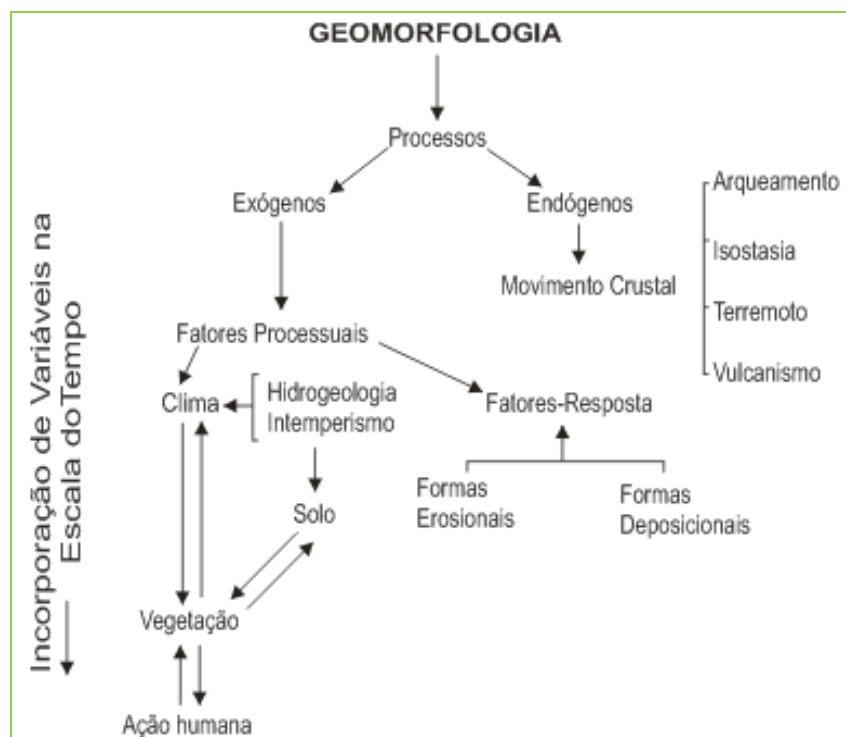 GEOMORFOLOGIA
Processos
Exógenos
Endógenos
Arqueamento
Isostasia
Terremoto
Vulcanismo
Movimento Crustal
Fatores Processuais
Clima
Hidrogeologia
Intemperismo
Fatores-Resposta
Formas
Erosionais
Formas
Deposicionais
Solo
Vegetação
Ação humana
Incorporação de Variáveis na
Escala doTempo